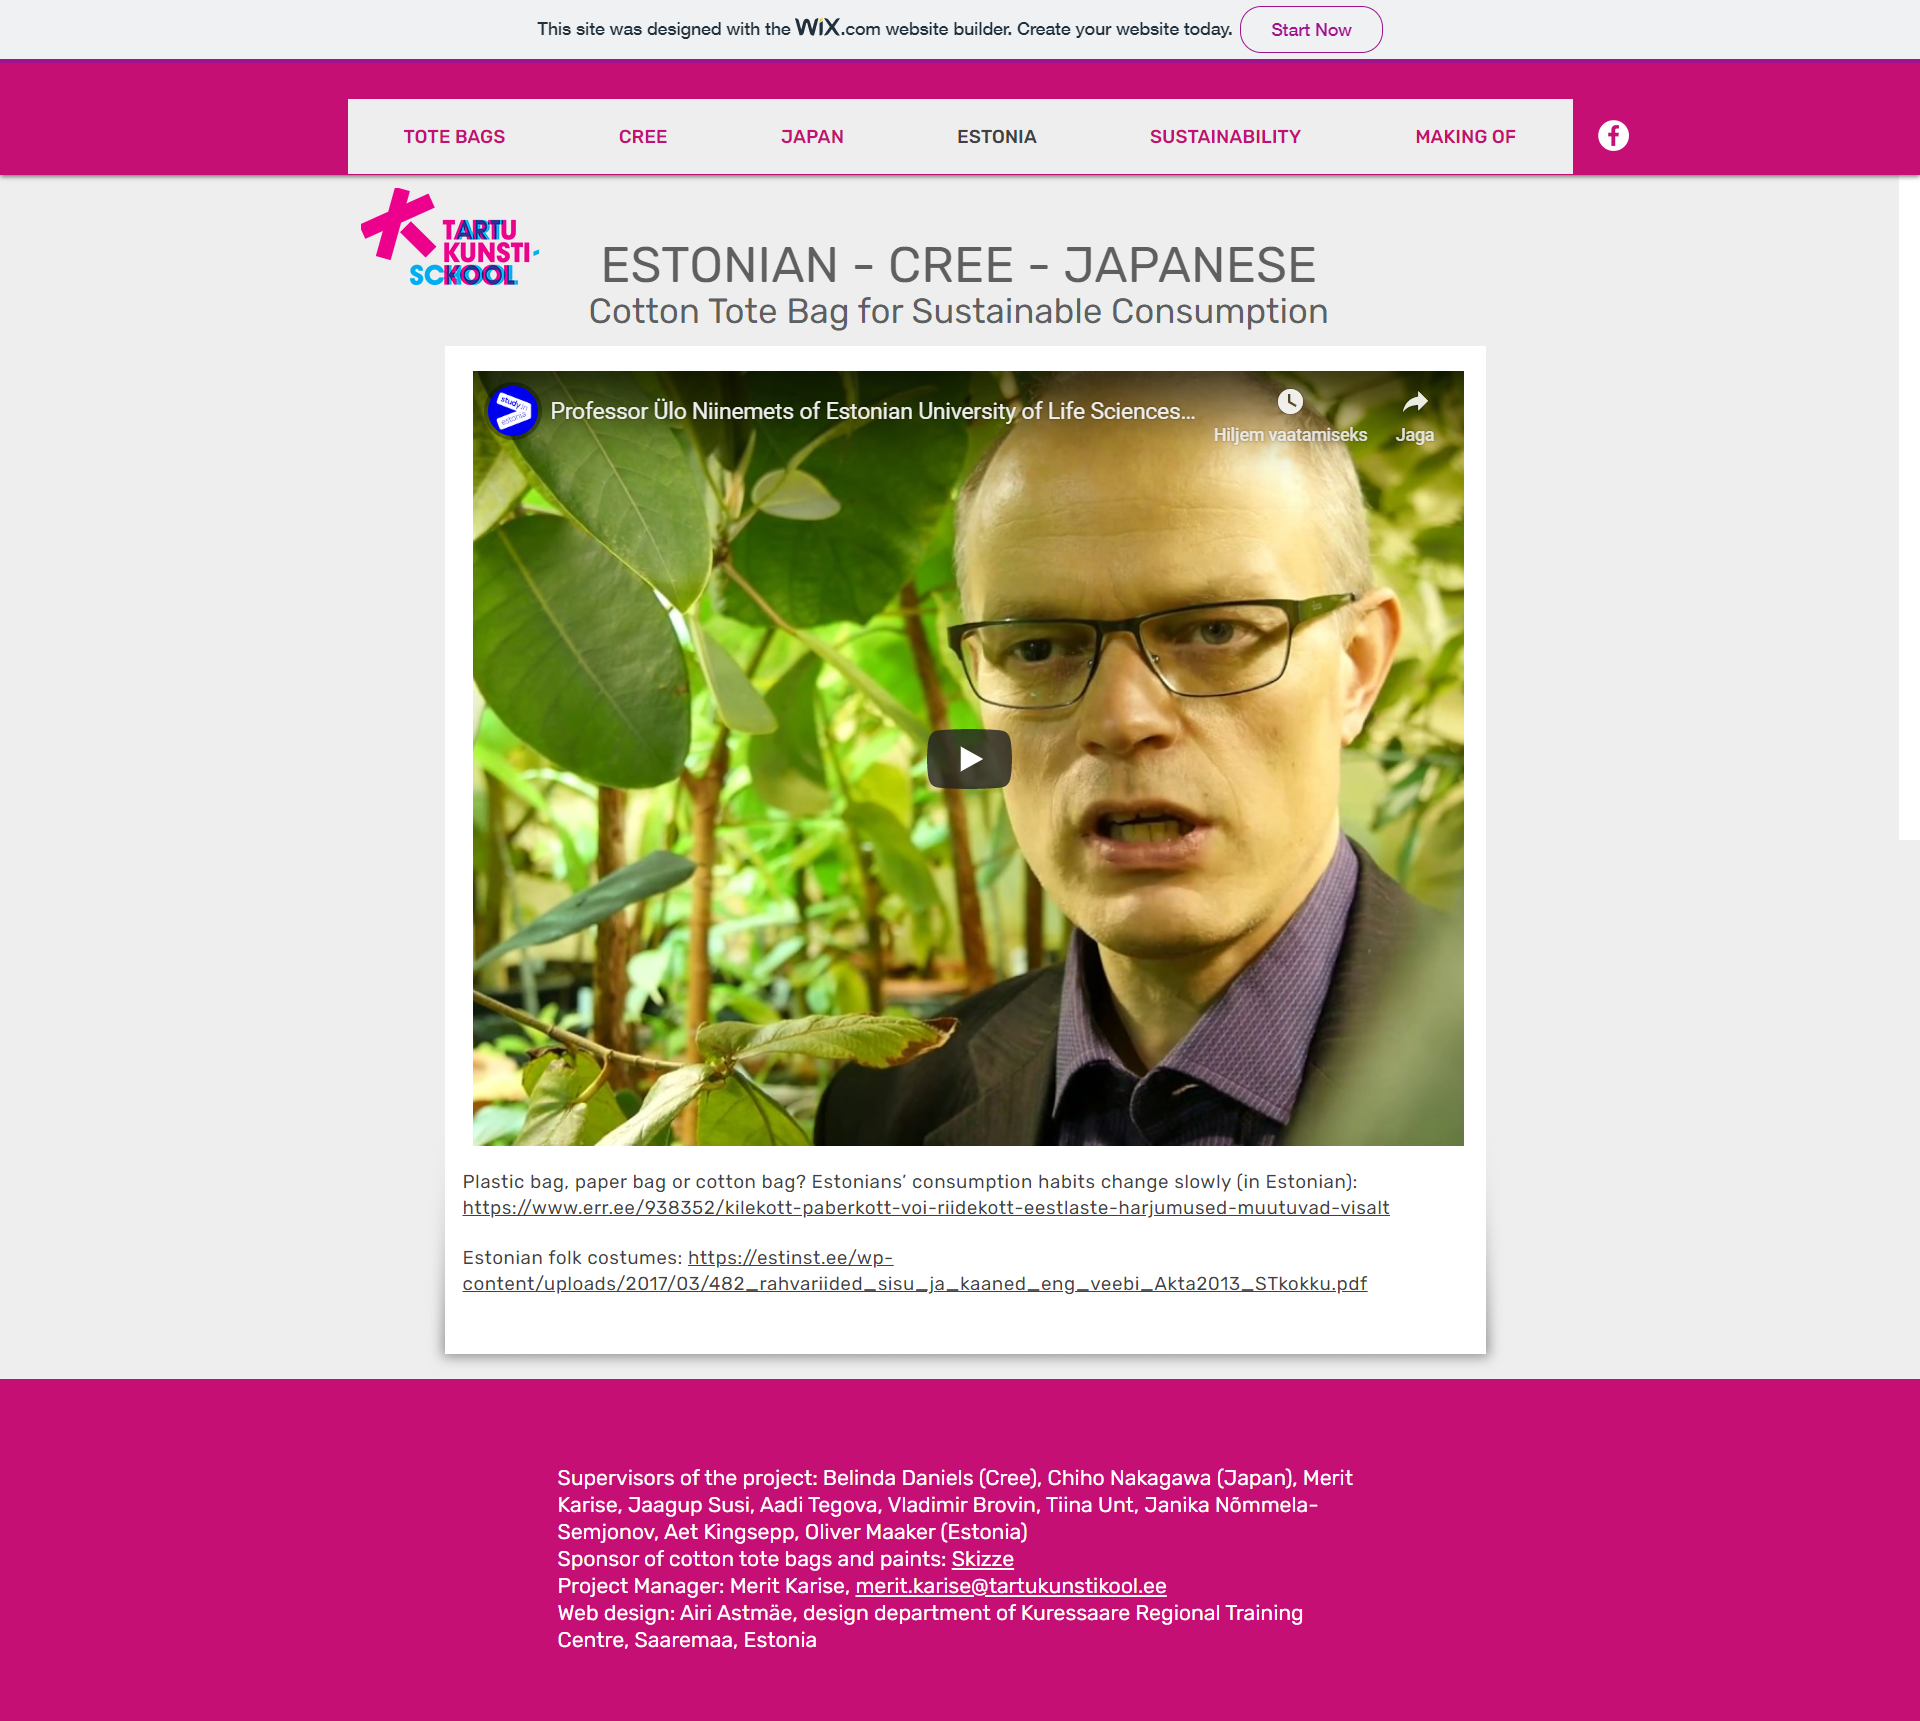 This site was designed with the WiX.com website builder. Create your website today. Start Now
TOTE BAGS CREE JAPAN ESTONIA SUSTAINABILITY MAKING OF
TARTU
KUNSTI-
SCKOOL
ESTONIAN - CREE - JAPANESE
Cotton Tote Bag for Sustainable Consumption
study in
estonia
Professor Ülo Niinemets of Estonian University of Life Sciences...
Hiljem vaatamiseks Jaga
Plastic bag, paper bag or cotton bag? Estonians’ consumption habits change slowly (in Estonian):
https://www.err.ee/938352/kilekott-paberkott-voi-riidekott-eestlaste-harjumused-muutuvad-visalt
Estonian folk costumes: https://estinst.ee/wp-
content/uploads/2017/03/482_rahvariided_sisu_ja_kaaned_eng_veebi_Akta2013_STkokku.pdf
Supervisors of the project: Belinda Daniels (Cree), Chiho Nakagawa (Japan), Merit
Karise, Jaagup Susi, Aadi Tegova, Vladimir Brovin, Tiina Unt, Janika Nõmmela-
Semjonov, Aet Kingsepp, Oliver Maaker (Estonia)
Sponsor of cotton tote bags and paints: Skizze
Project Manager: Merit Karise, merit.karise@tartukunstikool.ee
Web design: Airi Astmäe, design department of Kuressaare Regional Training
Centre, Saaremaa, Estonia